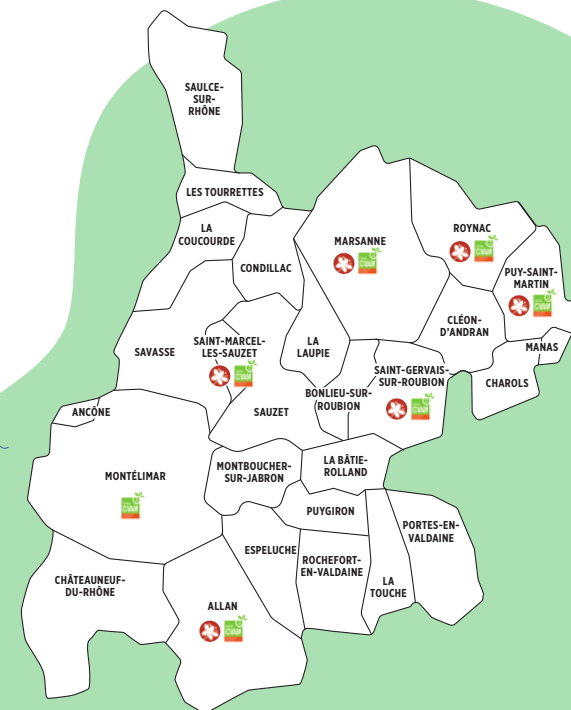 SAULCE-
SUR-
RHÔNE
LES TOURRETTES
LA
COUCOURDE
CONDILLAC
MARSANNE
ROYNAC
PUY-SAINT-
MARTIN
CLÉON-
D'ANDRAN
MANAS
CHAROLS
SAVASSE
SAINT-MARCEL-
LES-SAUZET
LA
LAUPIE
SAINT-GERVAIS-
SUR-ROUBION
BONLIEU-SUR-
ROUBION
ANCÔNE
SAUZET
MONTÉLIMAR
MONTBOUCHER-
SUR-JABRON
LA BÂTIE-
ROLLAND
PUYGIRON
PORTES-EN-
VALDAINE
ESPELUCHE
ROCHEFORT-
EN-VALDAINE
LA
TOUCHE
CHÂTEAUNEUF-
DU-RHÔNE
ALLAN